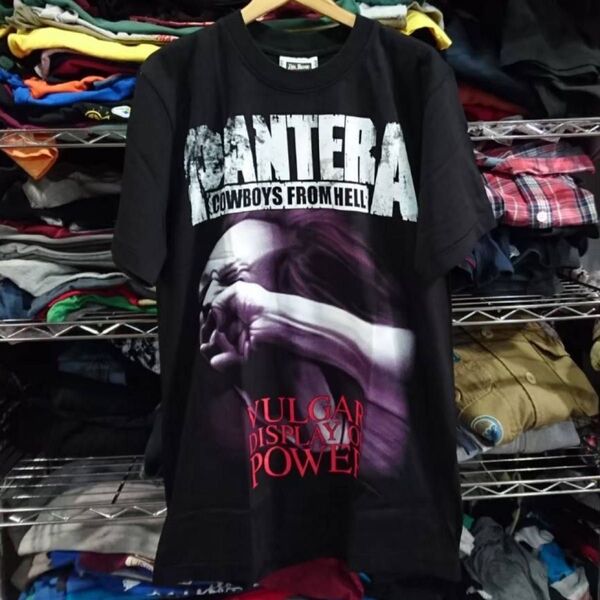 PANTERA
COWBOYS FROM HELL
VULGAR
DISPLAY OF
POWER